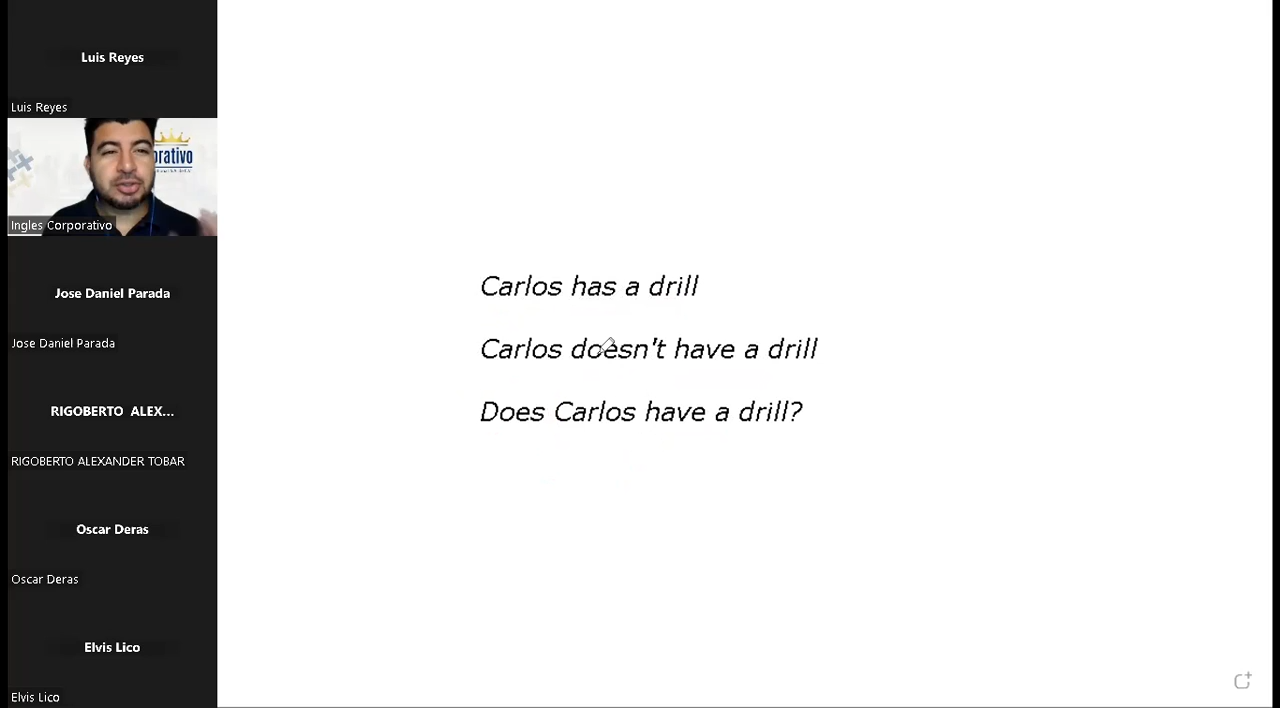 Luis Reyes
Luis Reyes
orativo
Ingles Corporativo
Jose Daniel Parada
Jose Daniel Parada
RIGOBERTO ALEX...
RIGOBERTO ALEXANDER TOBAR
Oscar Deras
Oscar Deras
Elvis Lico
Elvis Lico
Carlos has a drill
Carlos doesn't have a drill
Does Carlos have a drill?